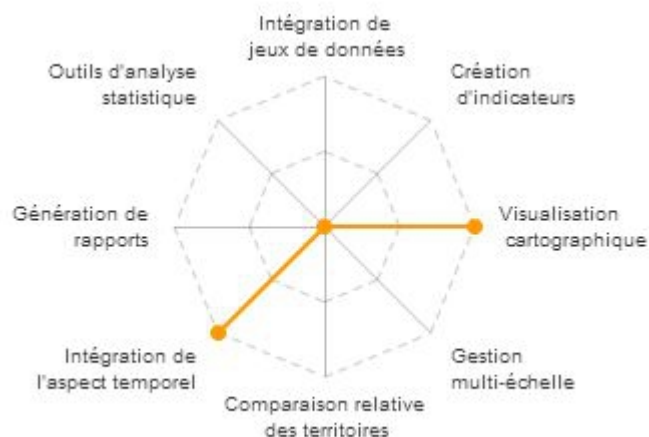 Intégration de
jeux de données
Création
d'indicateurs
Visualisation
cartographique
Gestion
multi-échelle
Comparaison relative
des territoires
Intégration de
l'aspect temporel
Génération de
rapports
Outils d'analyse
statistique